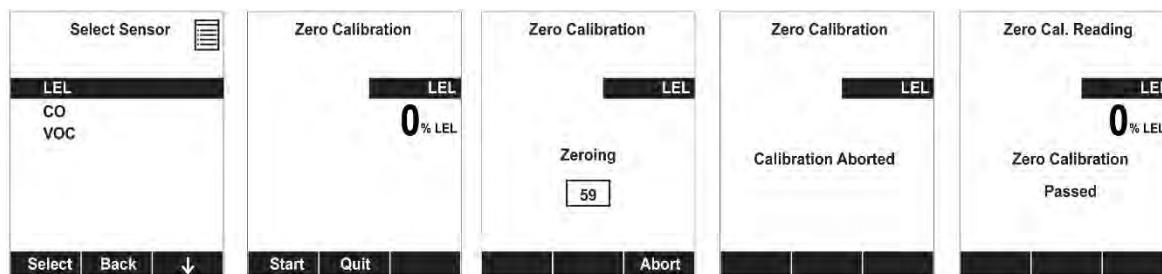 Select Sensor
LEL
CO
VOC
Select Back ↓
Zero Calibration
LEL
0 % LEL
Start Quit
Zero Calibration
LEL
Zeroing
59
Abort
Zero Calibration
LEL
Calibration Aborted
Zero Cal. Reading
LEL
0 % LEL
Zero Calibration
Passed